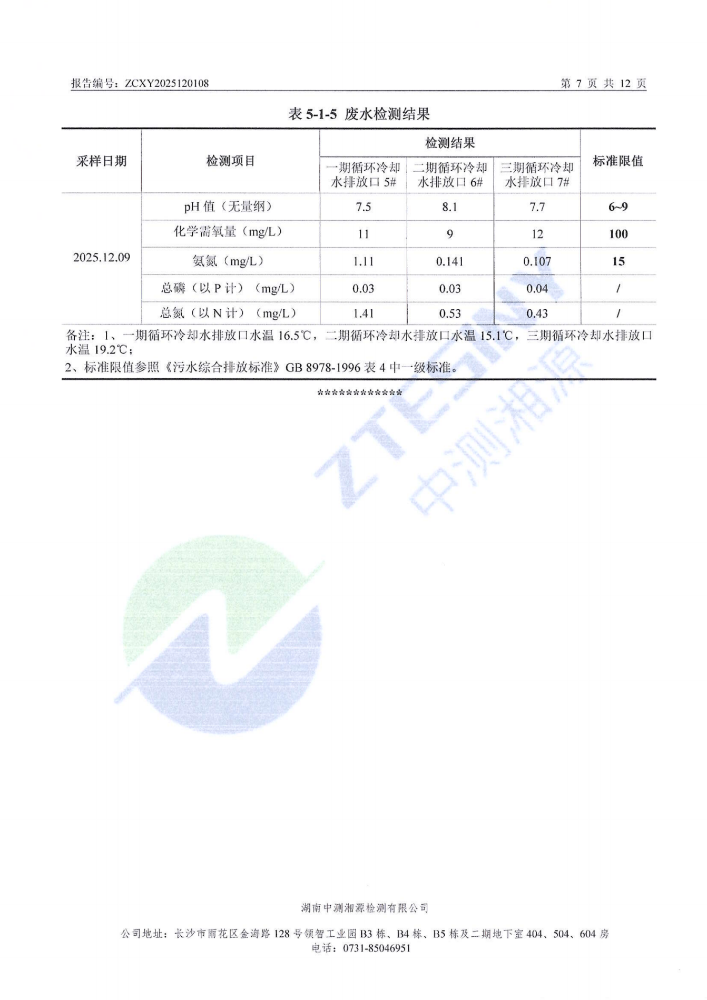 报告编号：ZCXY2025120108
第 7 页 共 12 页
表 5-1-5 废水检测结果
采样日期
检测项目
检测结果
标准限值
一期循环冷却
水排放口 5#
二期循环冷却
水排放口 6#
三期循环冷却
水排放口 7#
2025.12.09
pH 值（无量纲） 7.5 8.1 7.7 6~9
化学需氧量（mg/L） 11 9 12 100
氨氮（mg/L） 1.11 0.141 0.107 15
总磷（以 P 计）（mg/L） 0.03 0.03 0.04 /
总氮（以 N 计）（mg/L） 1.41 0.53 0.43 /
备注：1、一期循环冷却水排放口水温 16.5℃，二期循环冷却水排放口水温 15.1℃，三期循环冷却水排放口
水温 19.2℃；
2、标准限值参照《污水综合排放标准》GB 8978-1996 表 4 中一级标准。
************
ZTESNY
中测湘源
湖南中测湘源检测有限公司
公司地址：长沙市雨花区金海路 128 号领智工业园 B3 栋、B4 栋、B5 栋及二期地下室 404、504、604 房
电话：0731-85046951